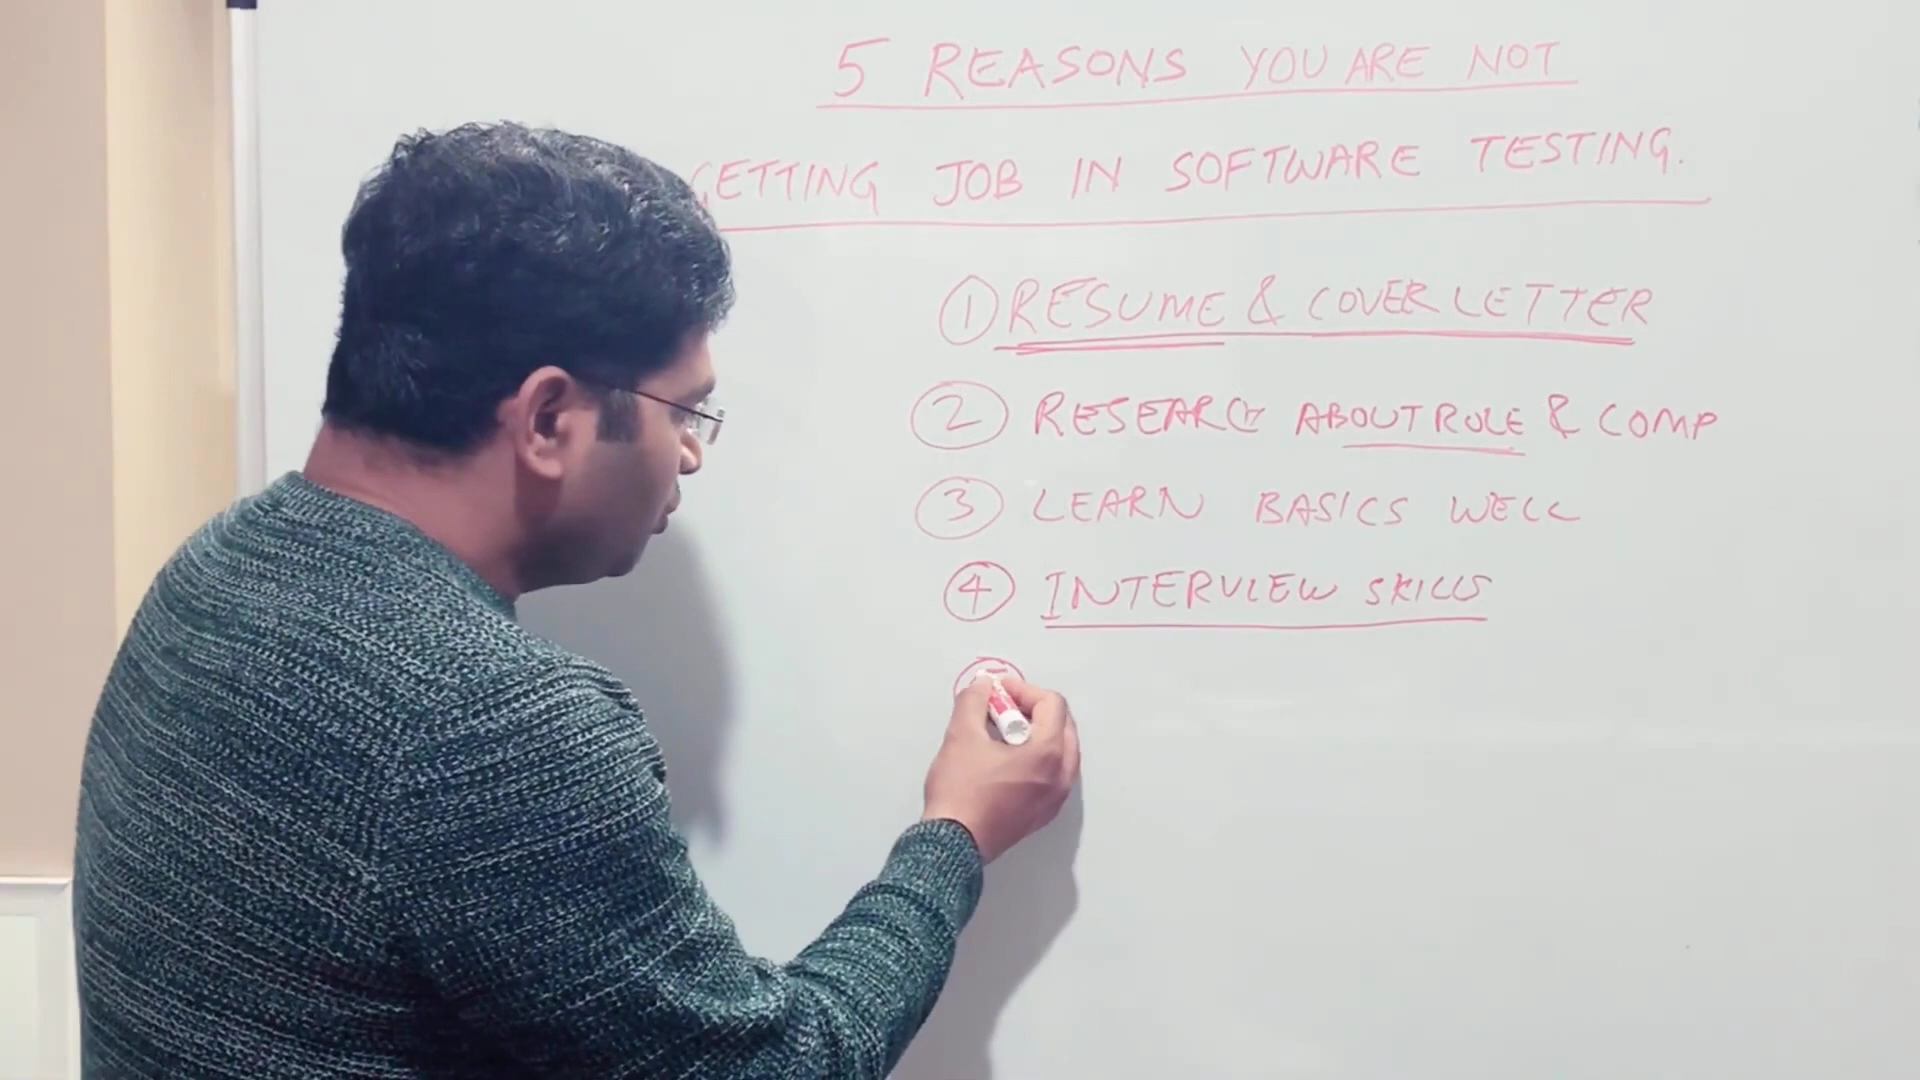 5 REASONS YOU ARE NOT
GETTING JOB IN SOFTWARE TESTING.
1 RESUME & COVER LETTER
2 RESEARCH ABOUT ROLE & COMP
3 LEARN BASICS WELL
4 INTERVIEW SKILLS